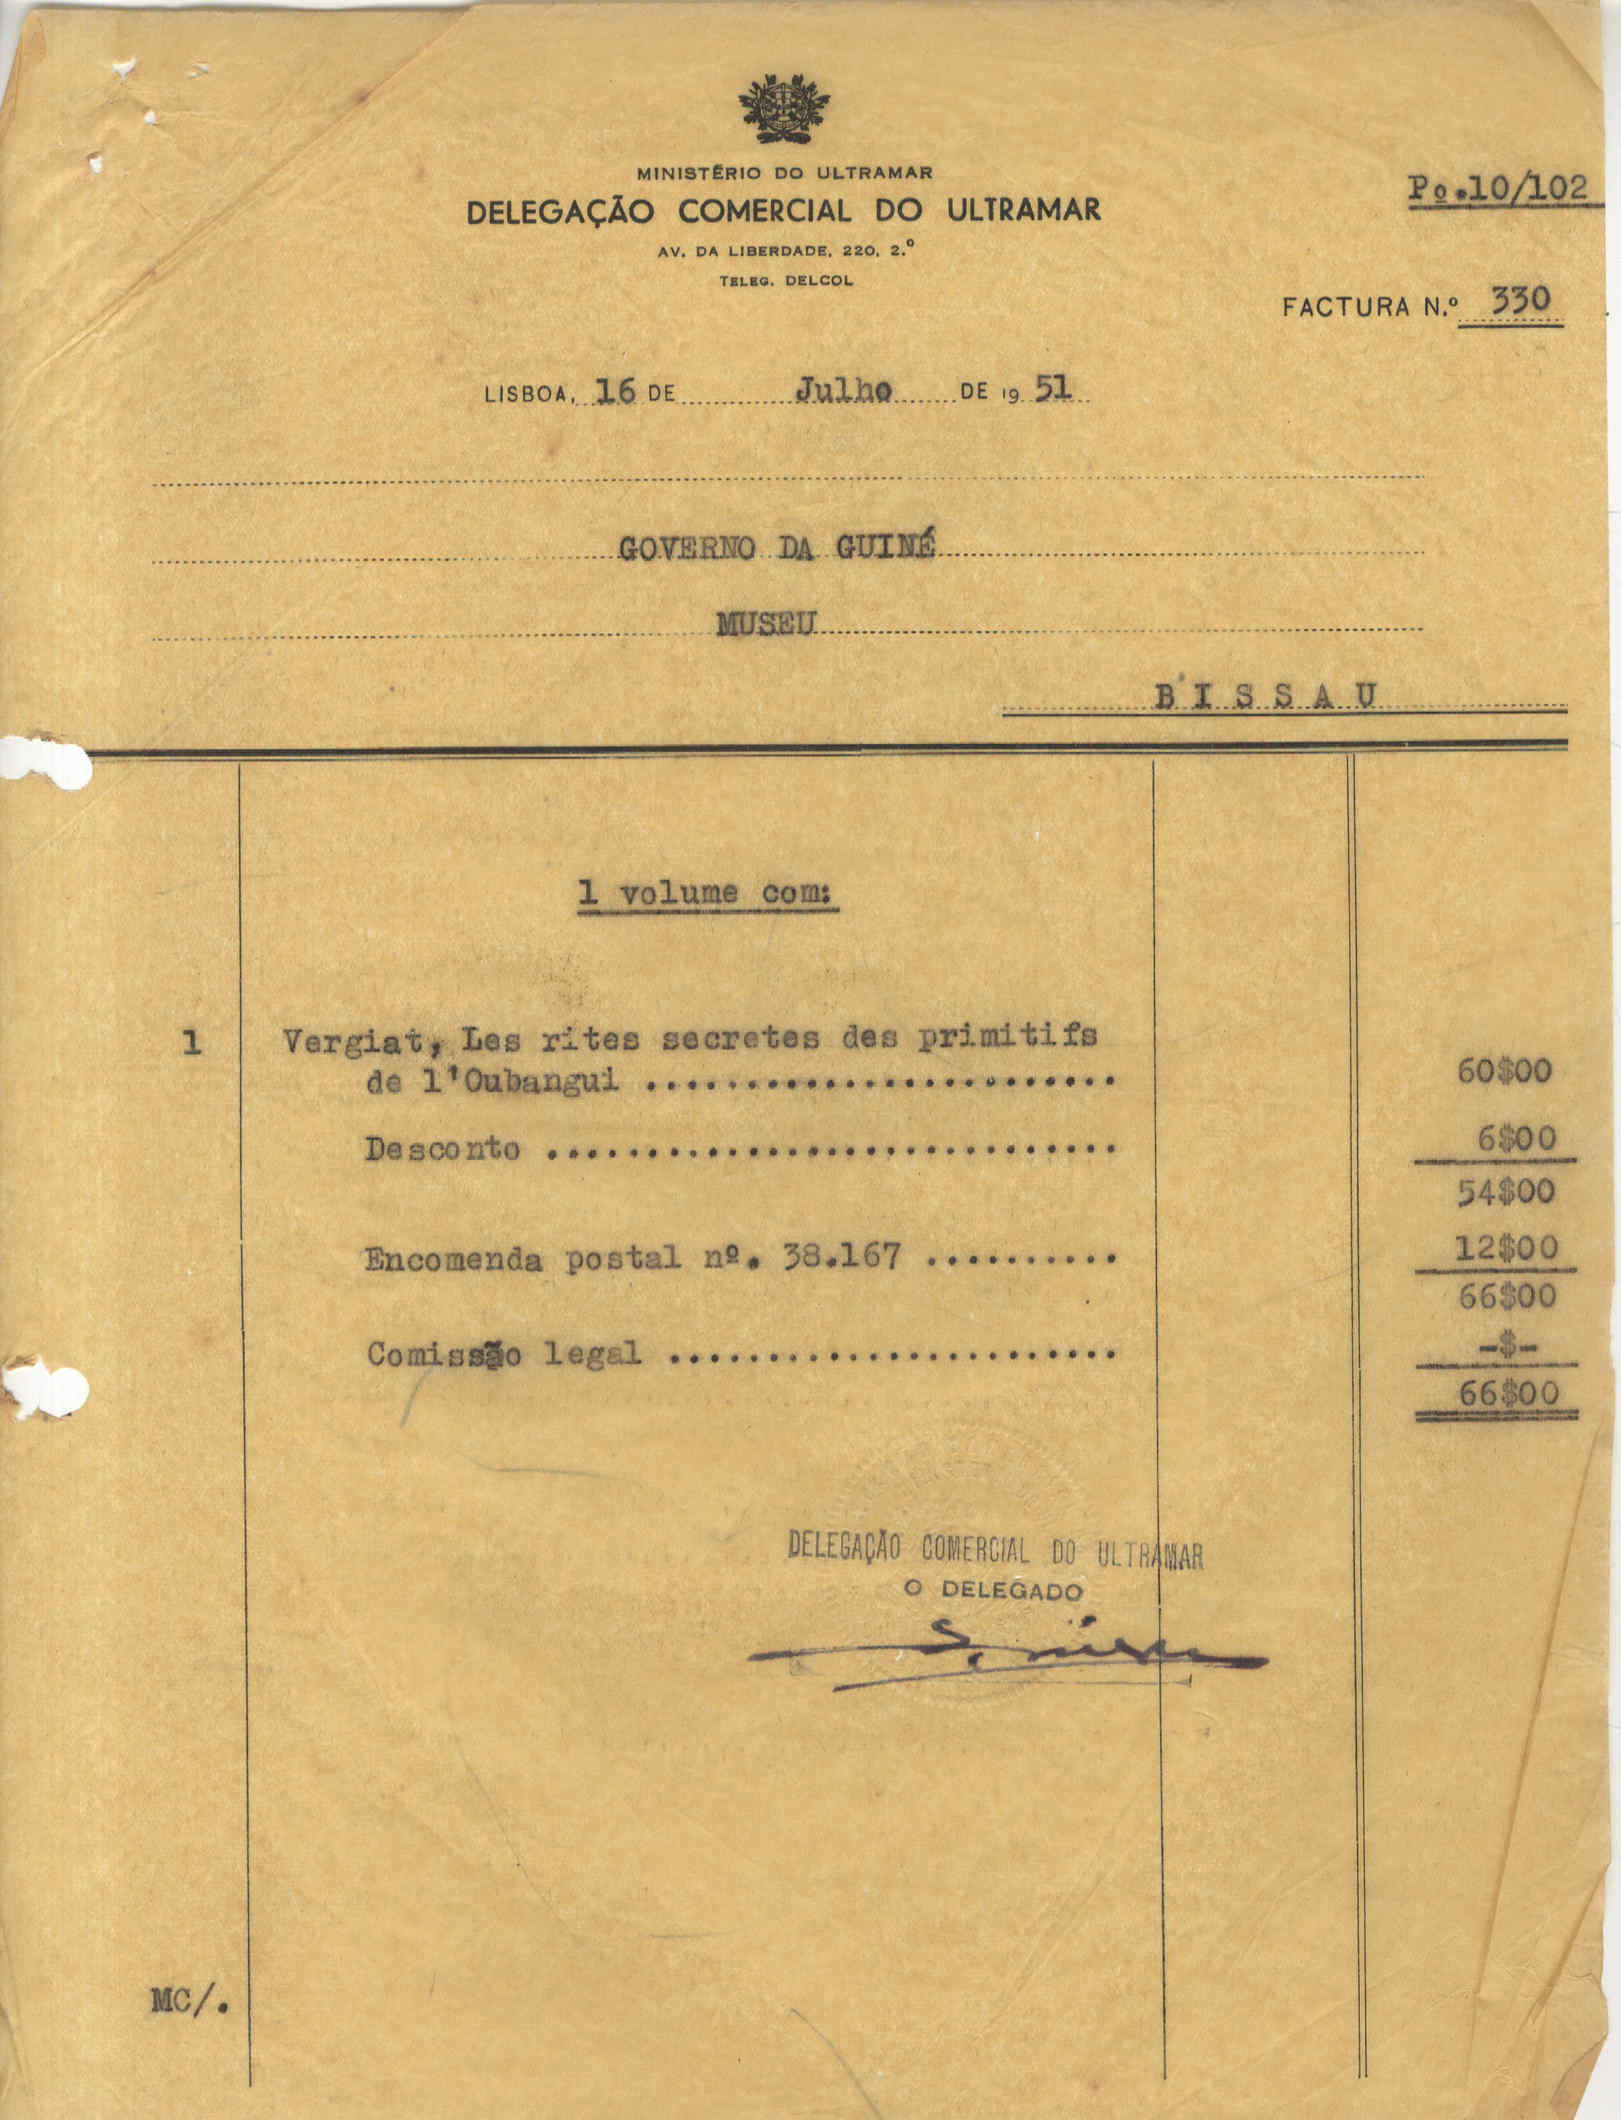 MINISTÉRIO DO ULTRAMAR
DELEGAÇÃO COMERCIAL DO ULTRAMAR
AV. DA LIBERDADE, 220, 2.º
TELEG. DELCOL
Po.10/102
FACTURA N.º 330
LISBOA, 16 DE Julho DE 1951
GOVERNO DA GUINÉ
MUSEU
B I S S A U
1 volume com:
1 Vergiat, Les rites secretes des primitifs
de l'Oubangui ........................ 60$00
Desconto ............................. 6$00
54$00
Encomenda postal nº. 38.167 .......... 12$00
66$00
Comissão legal ....................... -$-
66$00
DELEGAÇÃO COMERCIAL DO ULTRAMAR
O DELEGADO
MC/.